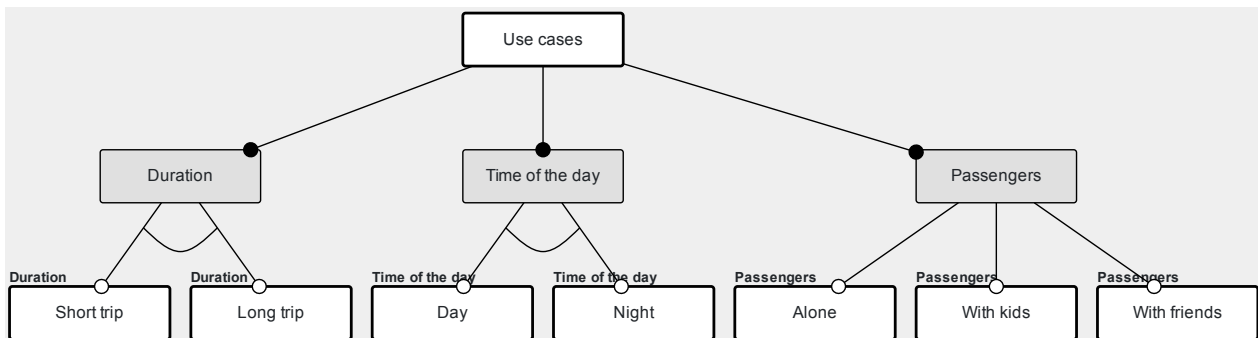 Use cases
Duration
Time of the day
Passengers
Duration
Duration
Time of the day
Time of the day
Passengers
Passengers
Passengers
Short trip
Long trip
Day
Night
Alone
With kids
With friends